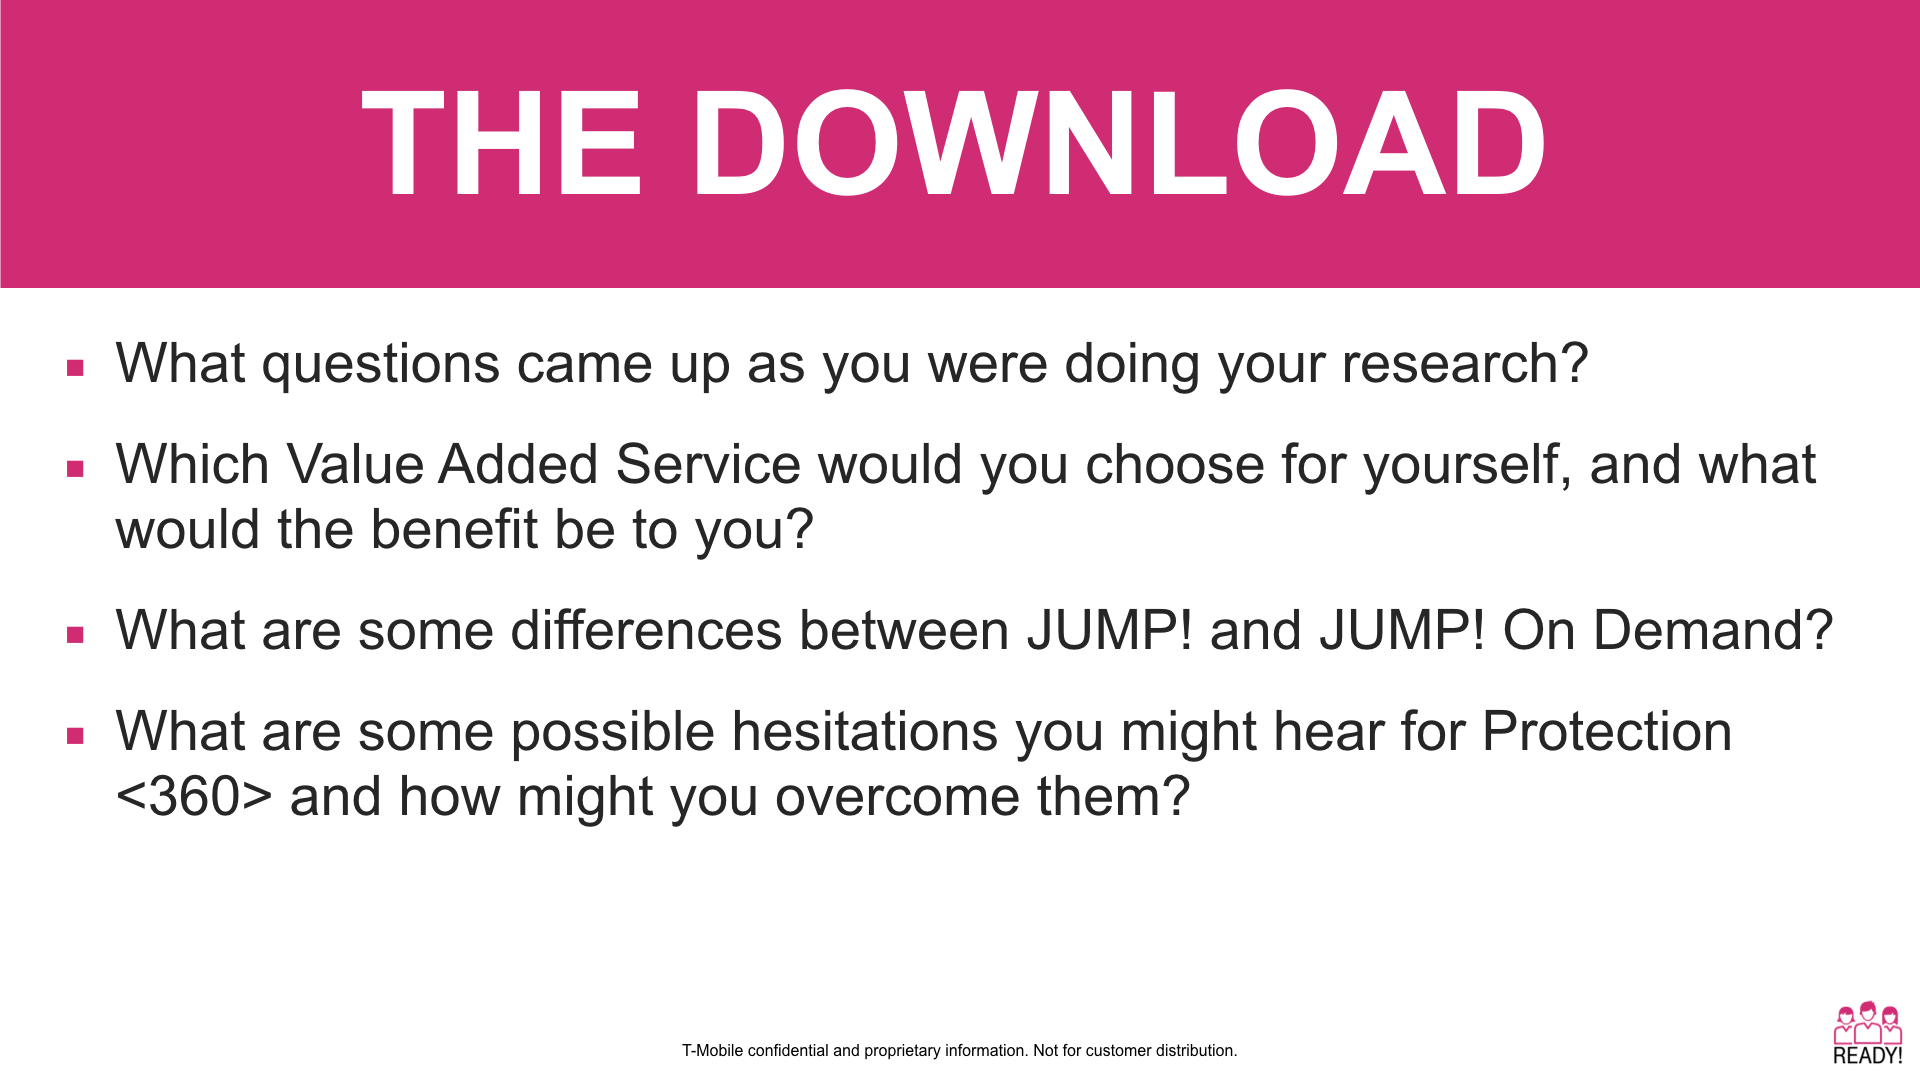 THE DOWNLOAD
What questions came up as you were doing your research?
Which Value Added Service would you choose for yourself, and what
would the benefit be to you?
What are some differences between JUMP! and JUMP! On Demand?
What are some possible hesitations you might hear for Protection
<360> and how might you overcome them?
T-Mobile confidential and proprietary information. Not for customer distribution.
READY!